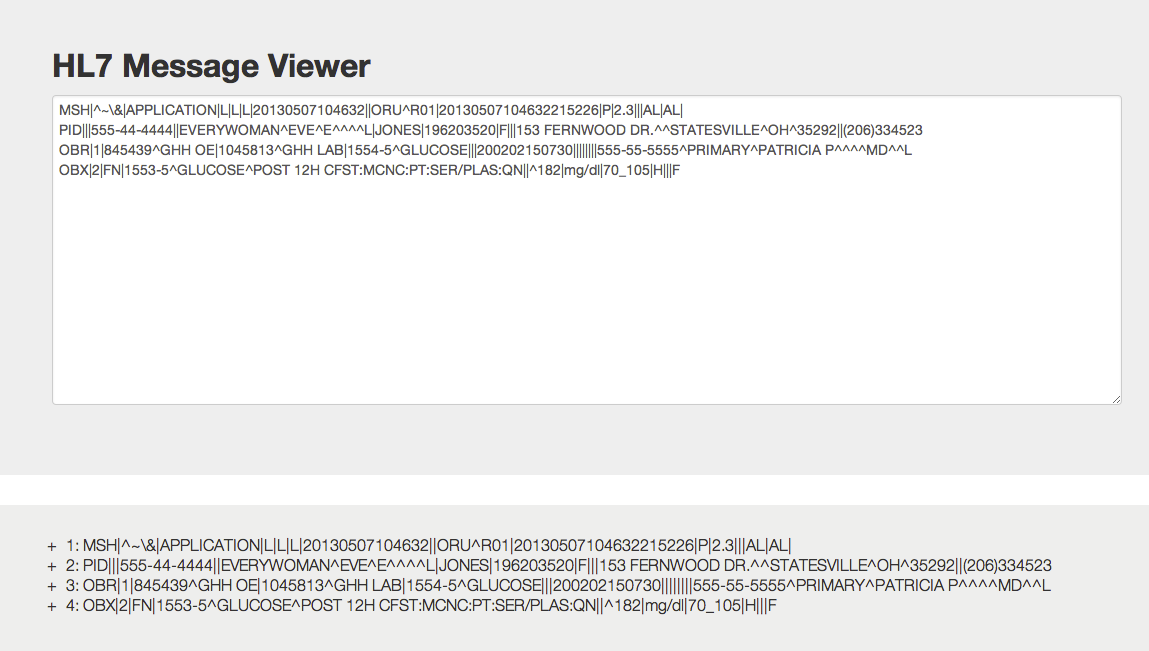 HL7 Message Viewer
MSH|^~\&|APPLICATION|L|L|L|20130507104632||ORU^R01|20130507104632215226|P|2.3|||AL|AL|
PID|||555-44-4444||EVERYWOMAN^EVE^E^^^^L|JONES|196203520|F|||153 FERNWOOD DR.^^STATESVILLE^OH^35292||(206)334523
OBR|1|845439^GHH OE|1045813^GHH LAB|1554-5^GLUCOSE|||200202150730||||||||555-55-5555^PRIMARY^PATRICIA P^^^^MD^^L
OBX|2|FN|1553-5^GLUCOSE^POST 12H CFST:MCNC:PT:SER/PLAS:QN||^182|mg/dl|70_105|H|||F
+ 1: MSH|^~\&|APPLICATION|L|L|L|20130507104632||ORU^R01|20130507104632215226|P|2.3|||AL|AL|
+ 2: PID|||555-44-4444||EVERYWOMAN^EVE^E^^^^L|JONES|196203520|F|||153 FERNWOOD DR.^^STATESVILLE^OH^35292||(206)334523
+ 3: OBR|1|845439^GHH OE|1045813^GHH LAB|1554-5^GLUCOSE|||200202150730||||||||555-55-5555^PRIMARY^PATRICIA P^^^^MD^^L
+ 4: OBX|2|FN|1553-5^GLUCOSE^POST 12H CFST:MCNC:PT:SER/PLAS:QN||^182|mg/dl|70_105|H|||F